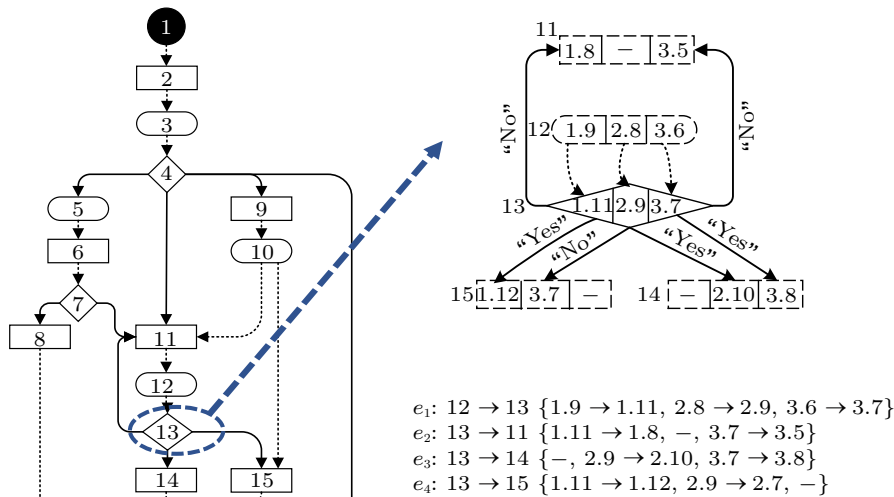 1
2
3
4
5
9
6
10
7
8
11
12
13
14
15
11
1.8 – 3.5
"No"
"No"
12
1.9 2.8 3.6
13
1.11 2.9 3.7
"Yes"
"No"
"Yes"
"Yes"
15
1.12 3.7 –
14
– 2.10 3.8
e₁: 12 → 13 {1.9 → 1.11, 2.8 → 2.9, 3.6 → 3.7}
e₂: 13 → 11 {1.11 → 1.8, –, 3.7 → 3.5}
e₃: 13 → 14 {–, 2.9 → 2.10, 3.7 → 3.8}
e₄: 13 → 15 {1.11 → 1.12, 2.9 → 2.7, –}